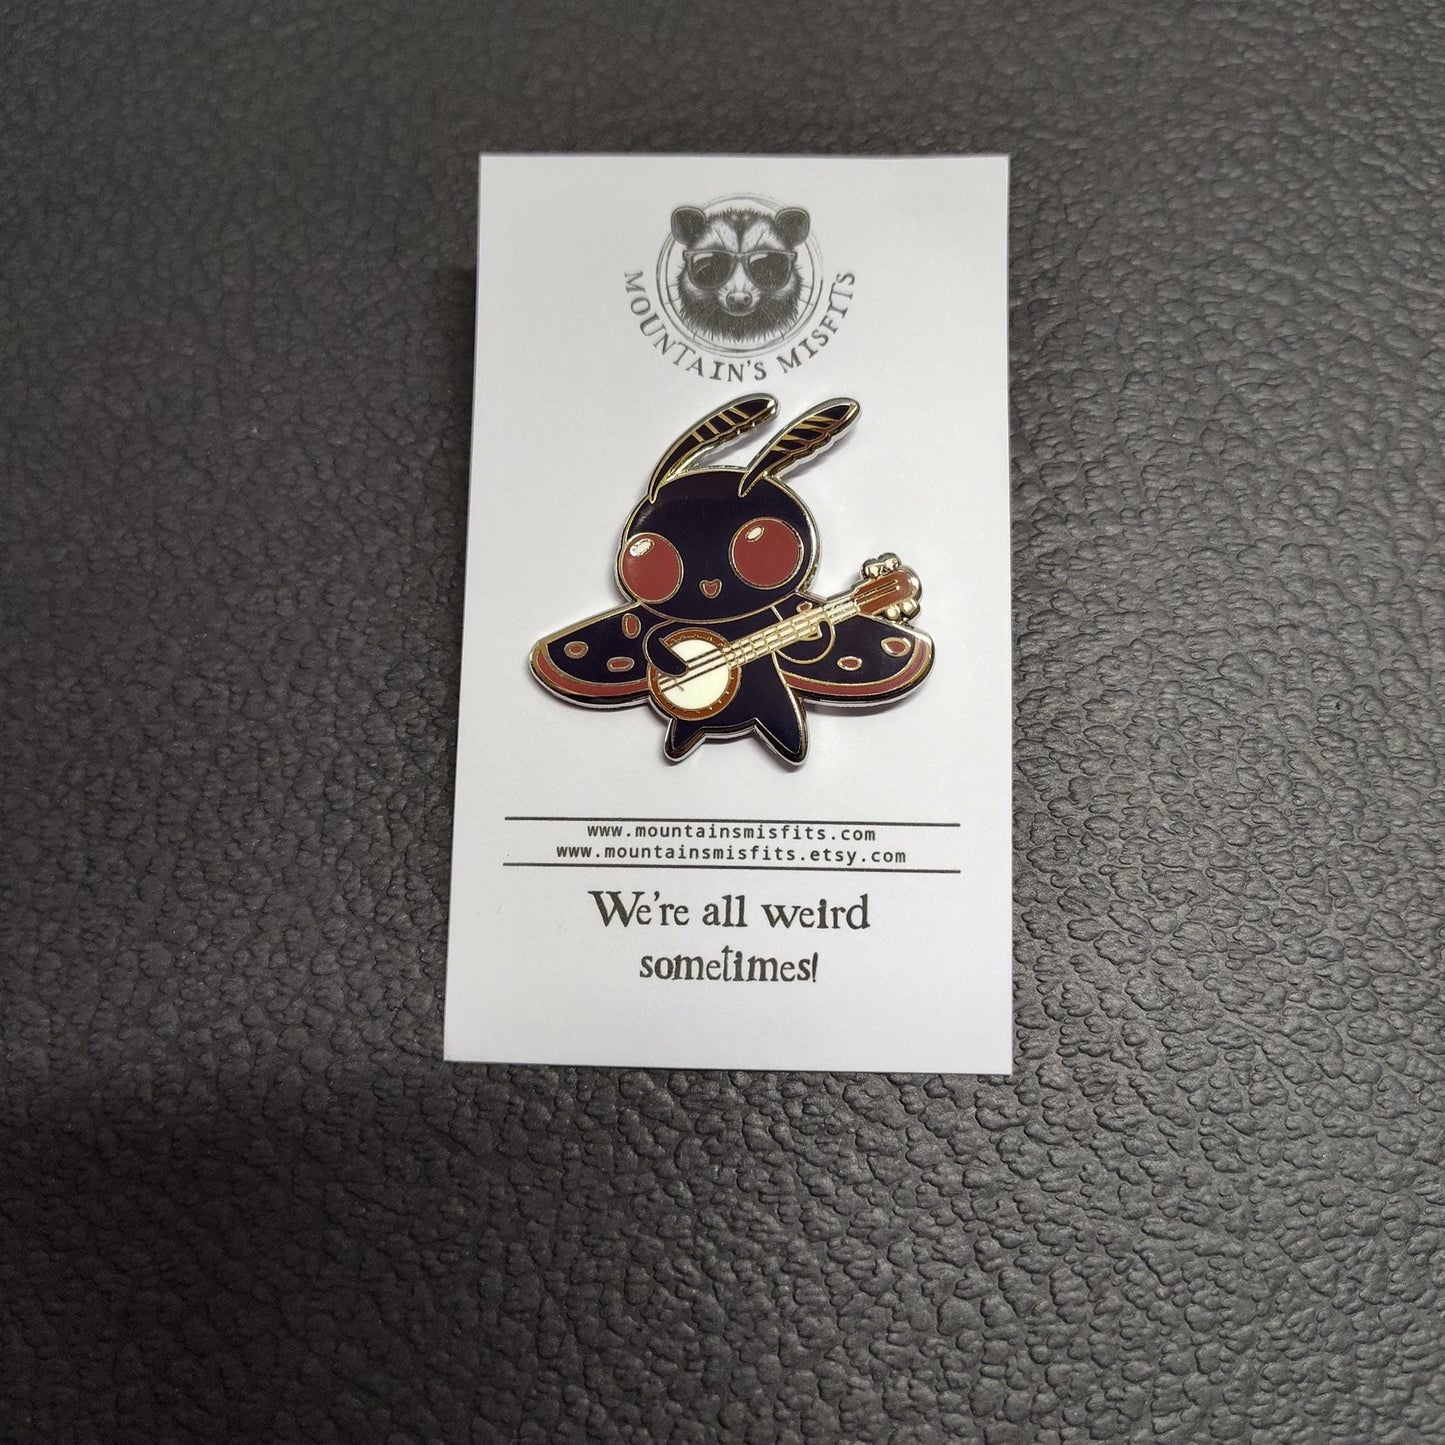 MOUNTAIN'S MISFITS
www.mountainsmisfits.com
www.mountainsmisfits.etsy.com
We're all weird
sometimes!